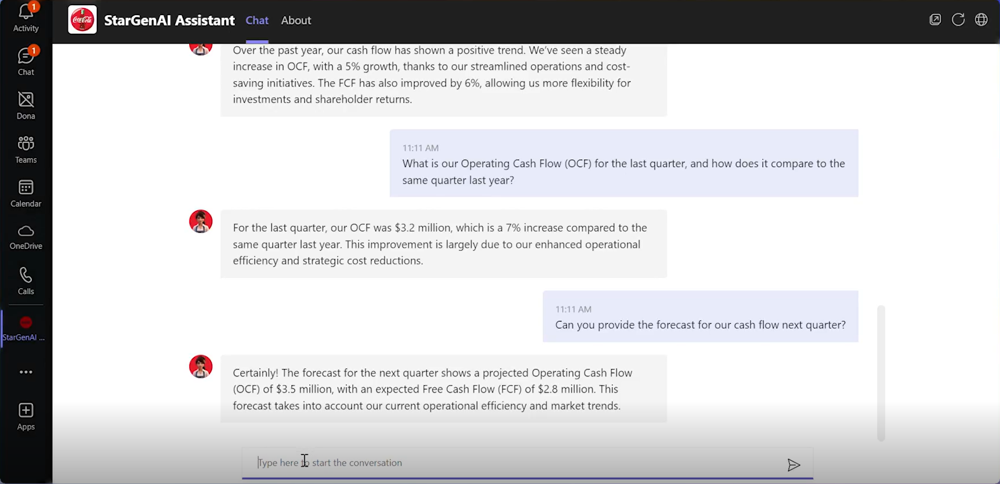 1
Activity
1
Chat
Dona
Teams
Calendar
OneDrive
Calls
StarGenAI ...
Apps
Coca-Cola
StarGenAI Assistant
Chat
About
Over the past year, our cash flow has shown a positive trend. We've seen a steady
increase in OCF, with a 5% growth, thanks to our streamlined operations and cost-
saving initiatives. The FCF has also improved by 6%, allowing us more flexibility for
investments and shareholder returns.
11:11 AM
What is our Operating Cash Flow (OCF) for the last quarter, and how does it compare to the
same quarter last year?
For the last quarter, our OCF was $3.2 million, which is a 7% increase compared to the
same quarter last year. This improvement is largely due to our enhanced operational
efficiency and strategic cost reductions.
11:11 AM
Can you provide the forecast for our cash flow next quarter?
Certainly! The forecast for the next quarter shows a projected Operating Cash Flow
(OCF) of $3.5 million, with an expected Free Cash Flow (FCF) of $2.8 million. This
forecast takes into account our current operational efficiency and market trends.
Type here to start the conversation